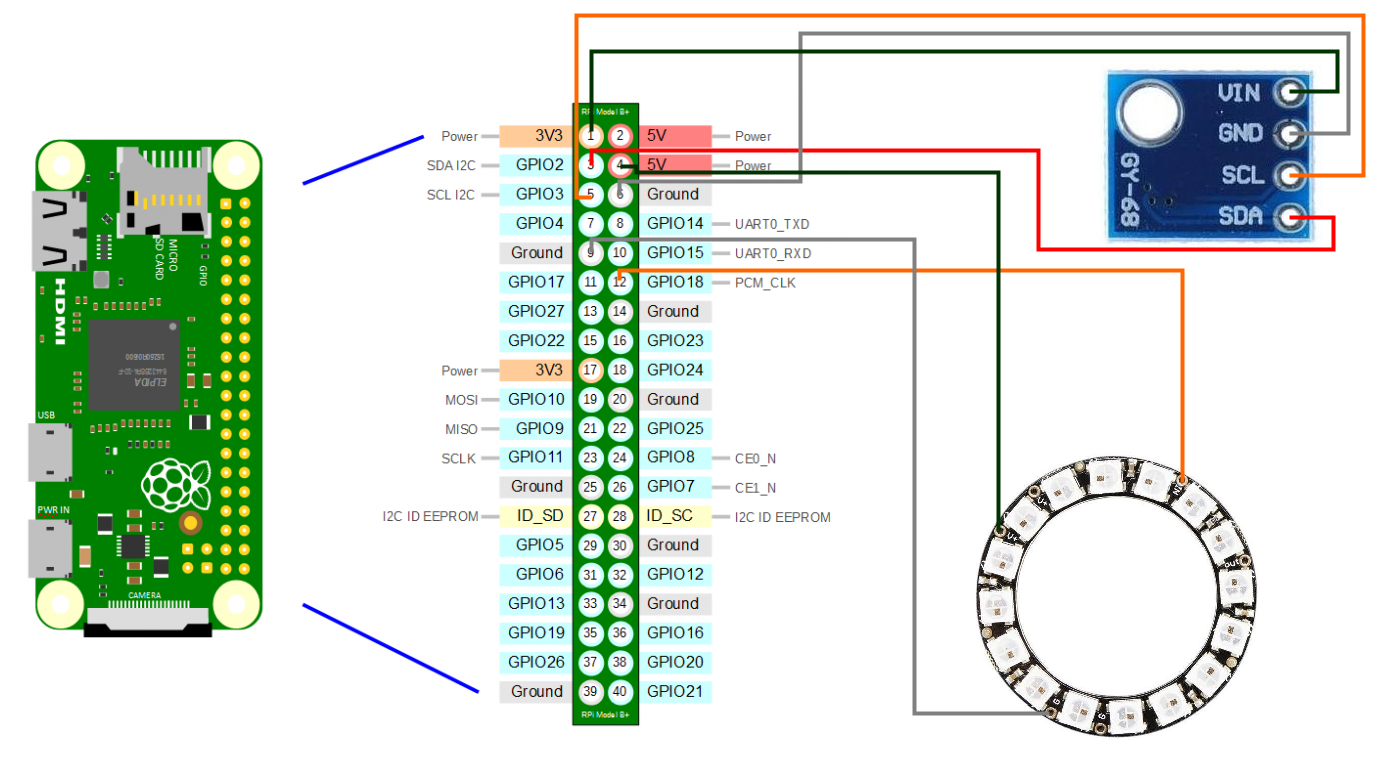 RPi Model B+
Power 3V3 1 2 5V Power
SDA I2C GPIO2 3 4 5V Power
SCL I2C GPIO3 5 6 Ground
GPIO4 7 8 GPIO14 UART0_TXD
Ground 9 10 GPIO15 UART0_RXD
GPIO17 11 12 GPIO18 PCM_CLK
GPIO27 13 14 Ground
GPIO22 15 16 GPIO23
Power 3V3 17 18 GPIO24
MOSI GPIO10 19 20 Ground
MISO GPIO9 21 22 GPIO25
SCLK GPIO11 23 24 GPIO8 CE0_N
Ground 25 26 GPIO7 CE1_N
I2C ID EEPROM ID_SD 27 28 ID_SC I2C ID EEPROM
GPIO5 29 30 Ground
GPIO6 31 32 GPIO12
GPIO13 33 34 Ground
GPIO19 35 36 GPIO16
GPIO26 37 38 GPIO20
Ground 39 40 GPIO21
RPi Model B+
MICRO
SD CARD
GPIO
HDMI
ELPIDA
USB
PWR IN
CAMERA
VIN
GND
SCL
SDA
GY-68
G
G